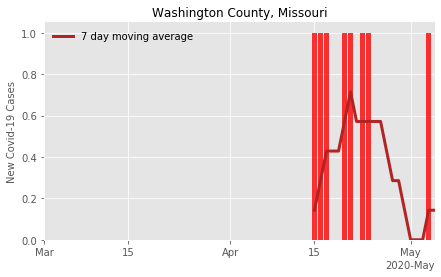 Washington County, Missouri
7 day moving average
New Covid-19 Cases
1.0
0.8
0.6
0.4
0.2
0.0
Mar 15 Apr 15 May
2020-May